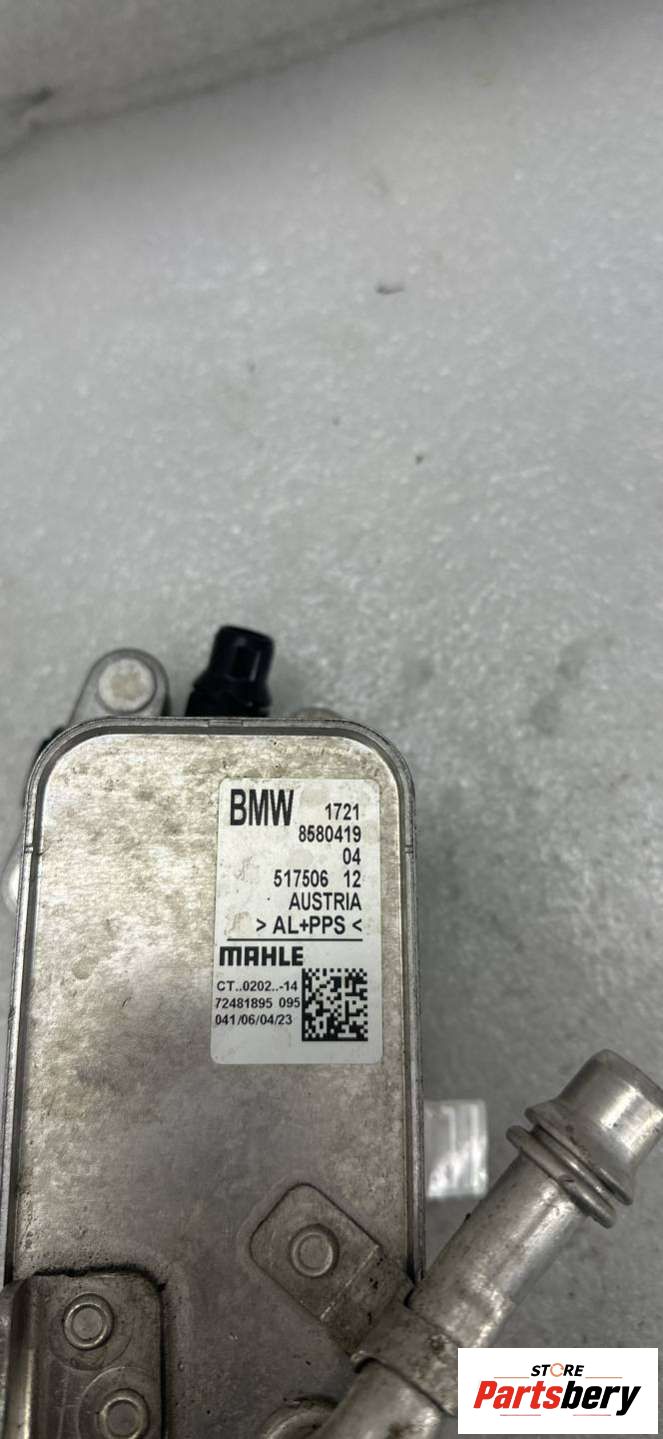 BMW 1721
8580419
04
517506 12
AUSTRIA
> AL+PPS <
MAHLE
CT..0202..-14
72481895 095
041/06/04/23
STORE
Partsbery